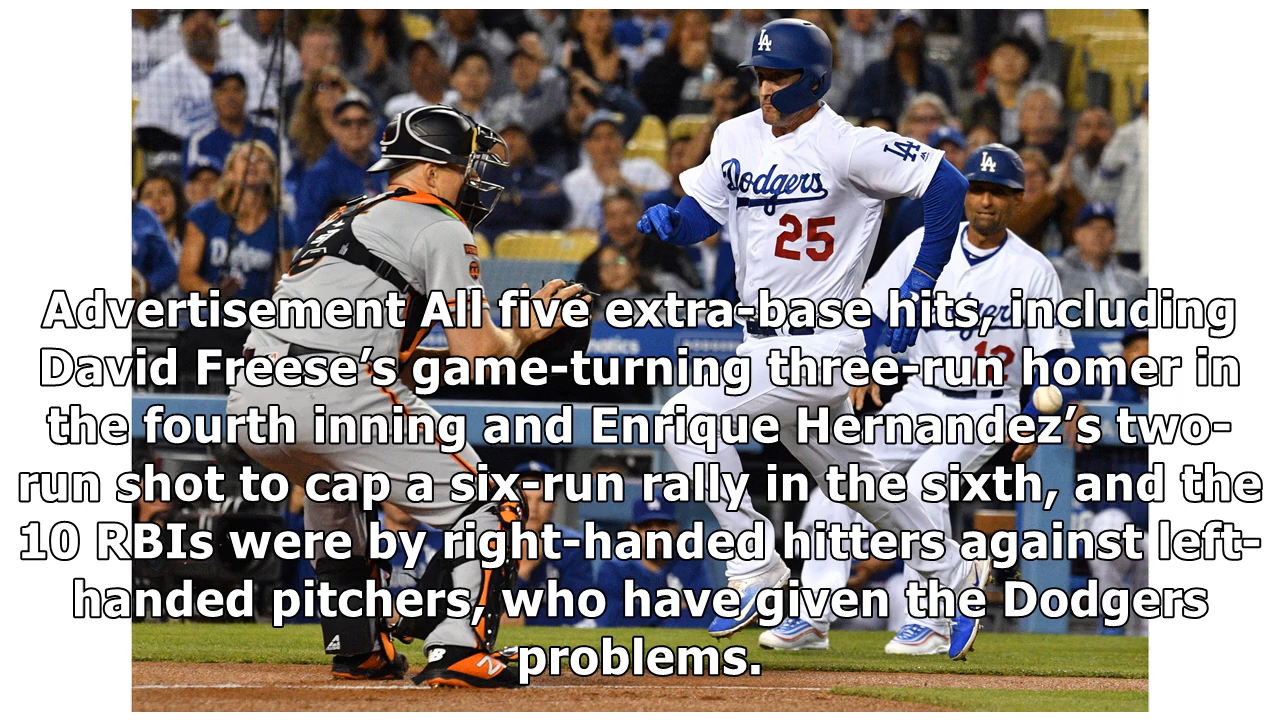 LA
Dodgers
LA
25
LA
Dodgers
Advertisement All five extra-base hits, including
David Freese’s game-turning three-run homer in
the fourth inning and Enrique Hernandez’s two-
run shot to cap a six-run rally in the sixth, and the
10 RBIs were by right-handed hitters against left-
handed pitchers, who have given the Dodgers
problems.